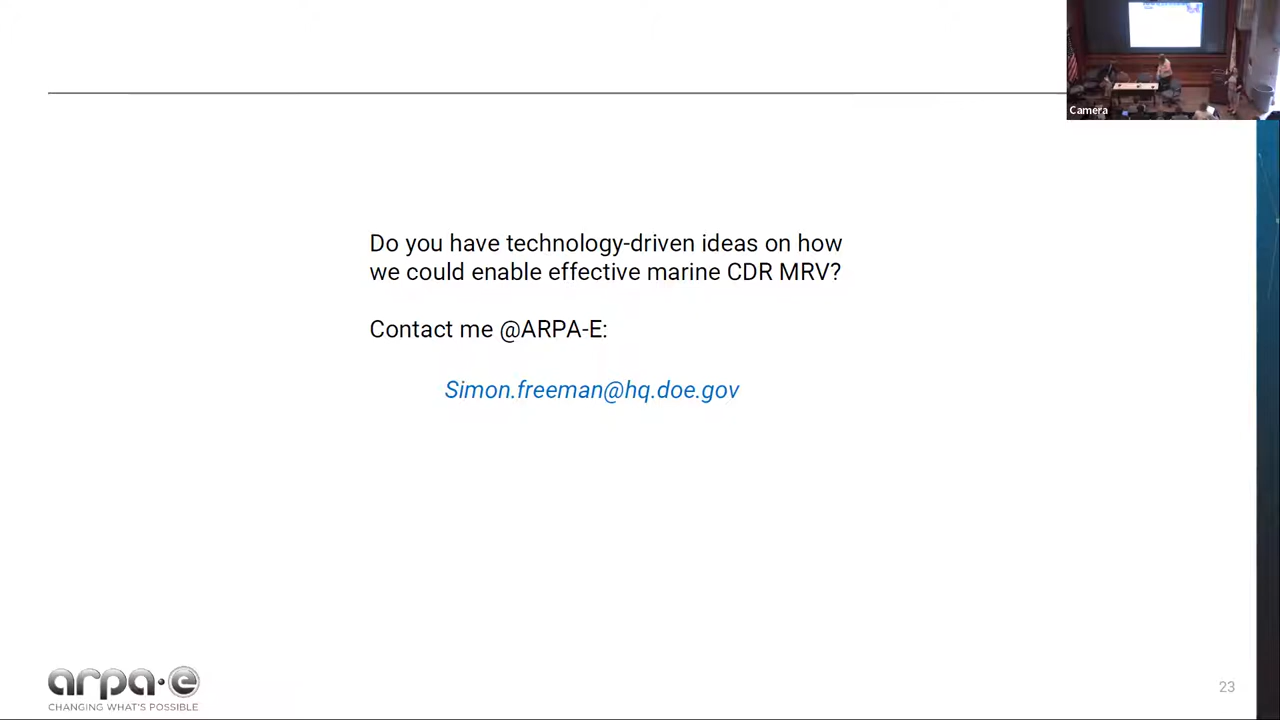 Camera
Do you have technology-driven ideas on how
we could enable effective marine CDR MRV?
Contact me @ARPA-E:
Simon.freeman@hq.doe.gov
arpa·e
CHANGING WHAT'S POSSIBLE
23